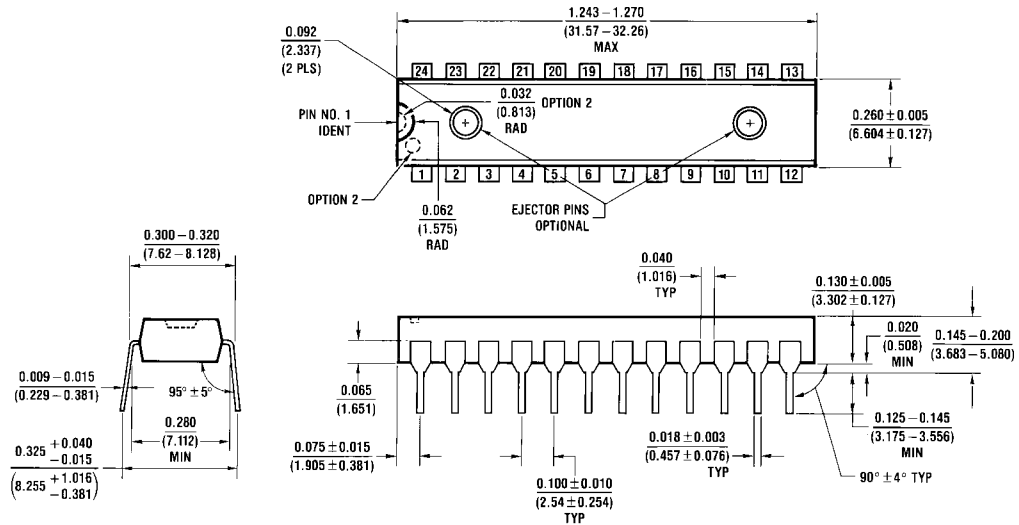 1.243 – 1.270
(31.57 – 32.26)
MAX
0.092
(2.337)
(2 PLS)
24 23 22 21 20 19 18 17 16 15 14 13
0.032
(0.813)
RAD
OPTION 2
PIN NO. 1
IDENT
0.260 ± 0.005
(6.604 ± 0.127)
1 2 3 4 5 6 7 8 9 10 11 12
OPTION 2
0.062
(1.575)
RAD
EJECTOR PINS
OPTIONAL
0.300 – 0.320
(7.62 – 8.128)
0.040
(1.016)
TYP
0.130 ± 0.005
(3.302 ± 0.127)
0.020
(0.508)
MIN
0.145 – 0.200
(3.683 – 5.080)
0.009 – 0.015
(0.229 – 0.381)
95° ± 5°
0.280
(7.112)
MIN
0.065
(1.651)
0.125 – 0.145
(3.175 – 3.556)
MIN
0.325 + 0.040
– 0.015
(8.255 + 1.016
– 0.381)
0.075 ± 0.015
(1.905 ± 0.381)
0.100 ± 0.010
(2.54 ± 0.254)
TYP
0.018 ± 0.003
(0.457 ± 0.076)
TYP
90° ± 4° TYP